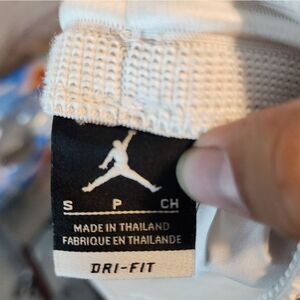 S P CH
MADE IN THAILAND
FABRIQUE EN THAILANDE
DRI-FIT